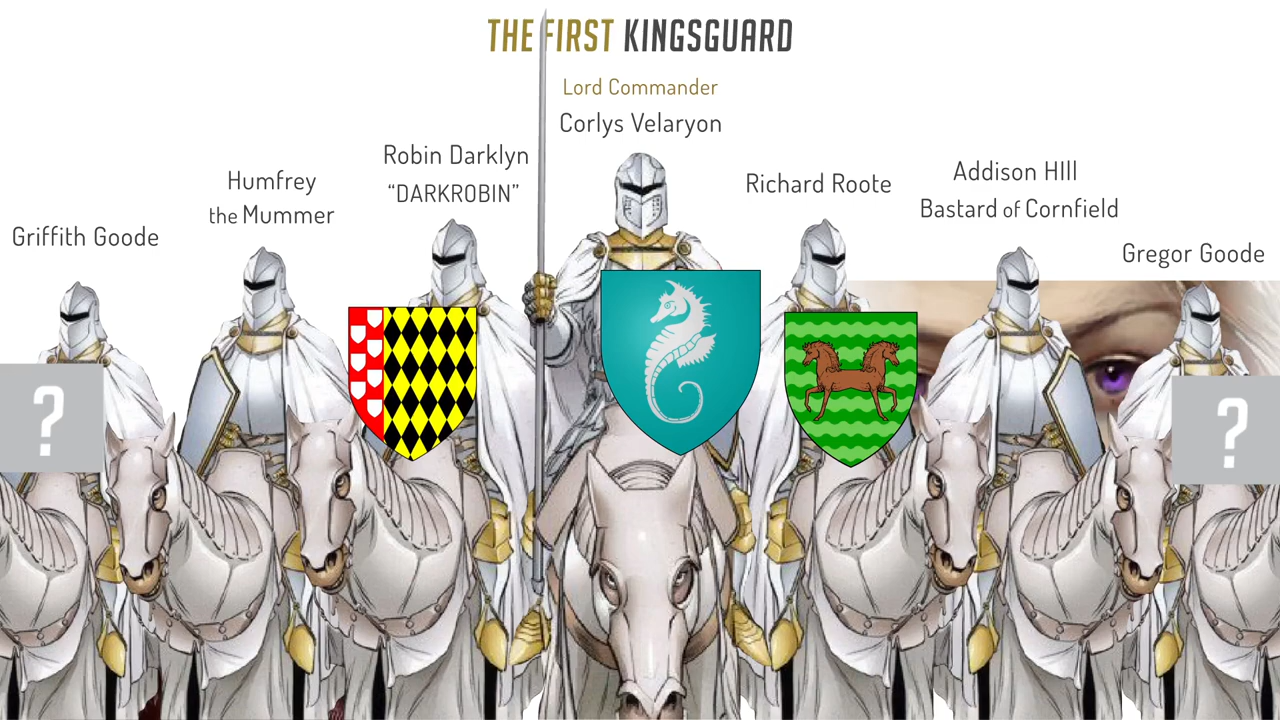 THE FIRST KINGSGUARD
Lord Commander
Corlys Velaryon
Robin Darklyn
“DARKROBIN”
Humfrey
the Mummer
Griffith Goode
Richard Roote
Addison HIll
Bastard of Cornfield
Gregor Goode
?
?